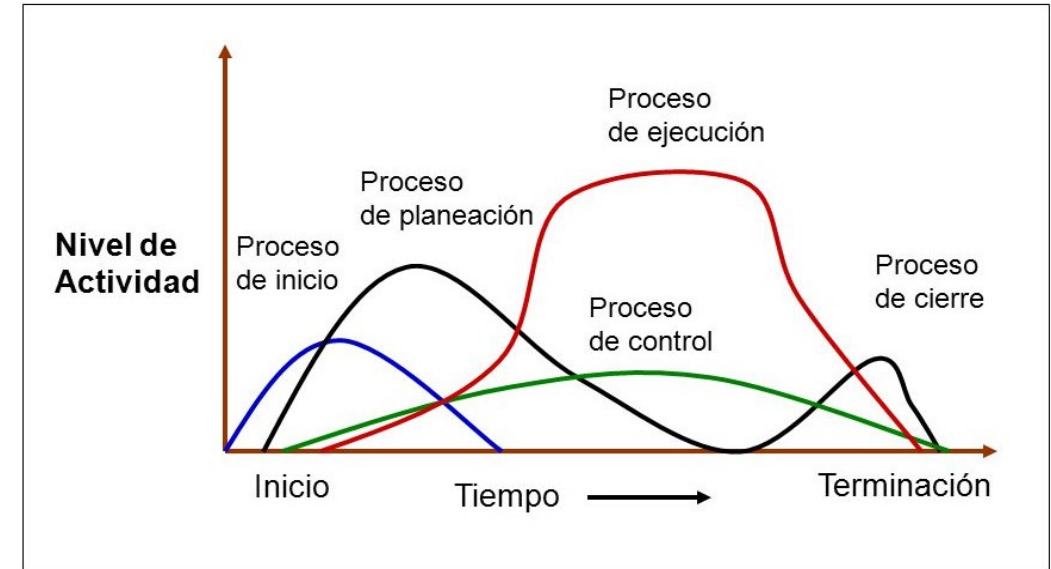 Proceso
de ejecución
Proceso
de planeación
Nivel de
Actividad
Proceso
de inicio
Proceso
de cierre
Proceso
de control
Inicio
Tiempo
Terminación